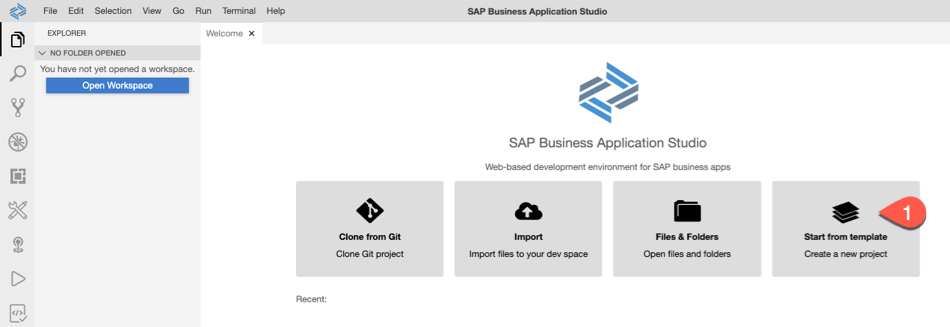 File Edit Selection View Go Run Terminal Help
SAP Business Application Studio
EXPLORER
NO FOLDER OPENED
You have not yet opened a workspace.
Open Workspace
Welcome
SAP Business Application Studio
Web-based development environment for SAP business apps
Clone from Git
Clone Git project
Import
Import files to your dev space
Files & Folders
Open files and folders
Start from template
Create a new project
1
Recent: